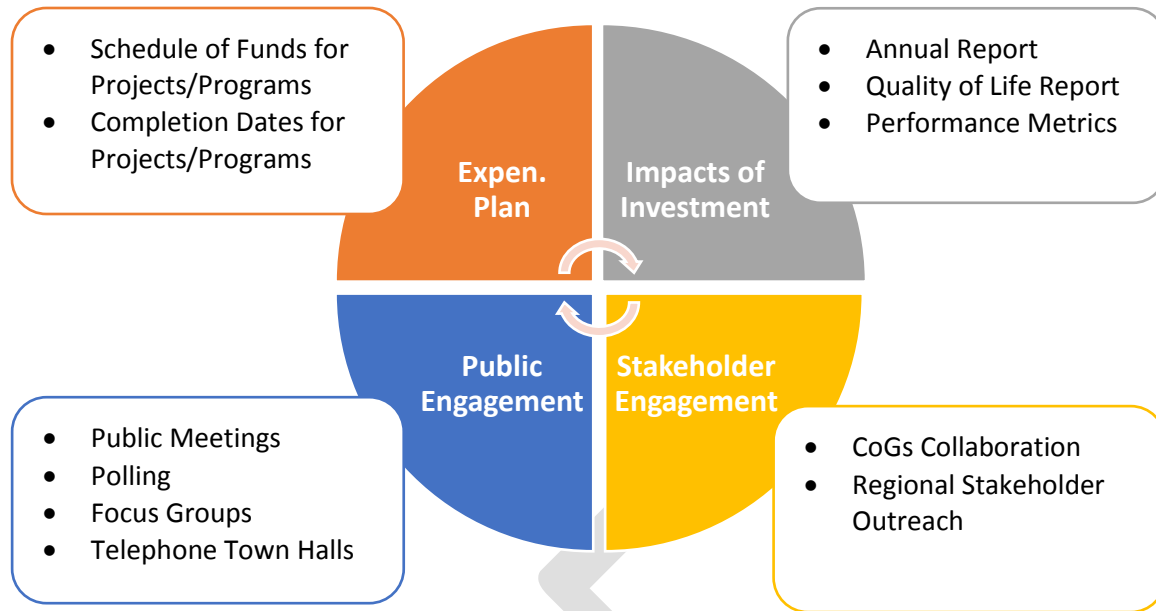 • Schedule of Funds for
Projects/Programs
• Completion Dates for
Projects/Programs
• Annual Report
• Quality of Life Report
• Performance Metrics
Expen.
Plan
Impacts of
Investment
Public
Engagement
Stakeholder
Engagement
• Public Meetings
• Polling
• Focus Groups
• Telephone Town Halls
• CoGs Collaboration
• Regional Stakeholder
Outreach